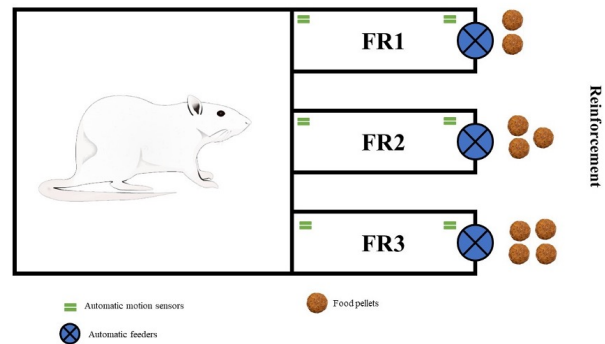 FR1
FR2
FR3
Reinforcement
Automatic motion sensors
Food pellets
Automatic feeders